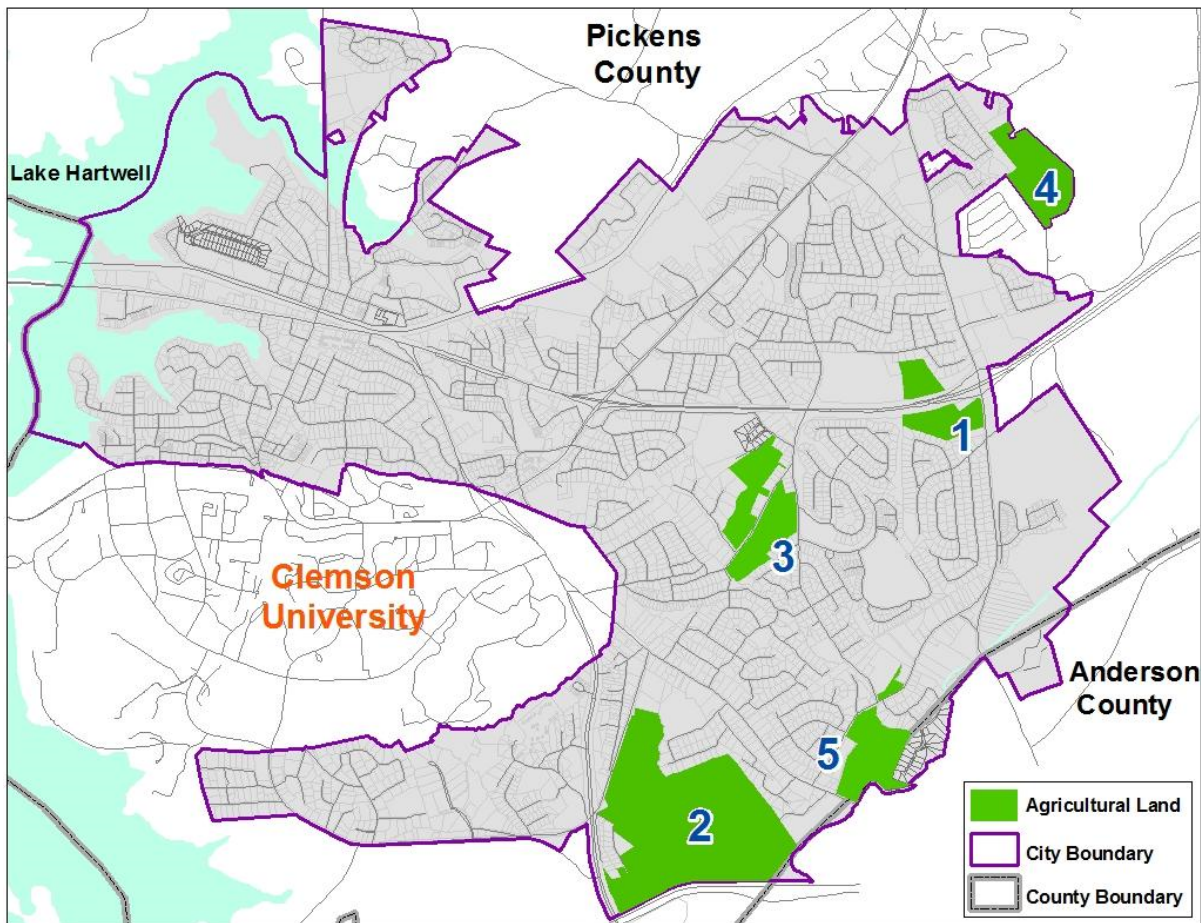 Pickens
County
Lake Hartwell
4
1
3
Clemson
University
Anderson
County
5
2
Agricultural Land
City Boundary
County Boundary